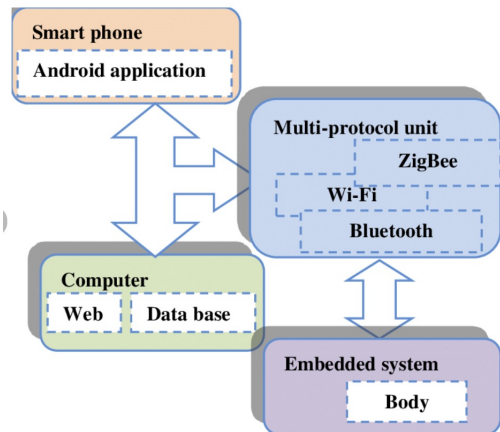 Smart phone
Android application
Multi-protocol unit
ZigBee
Wi-Fi
Bluetooth
Computer
Web
Data base
Embedded system
Body